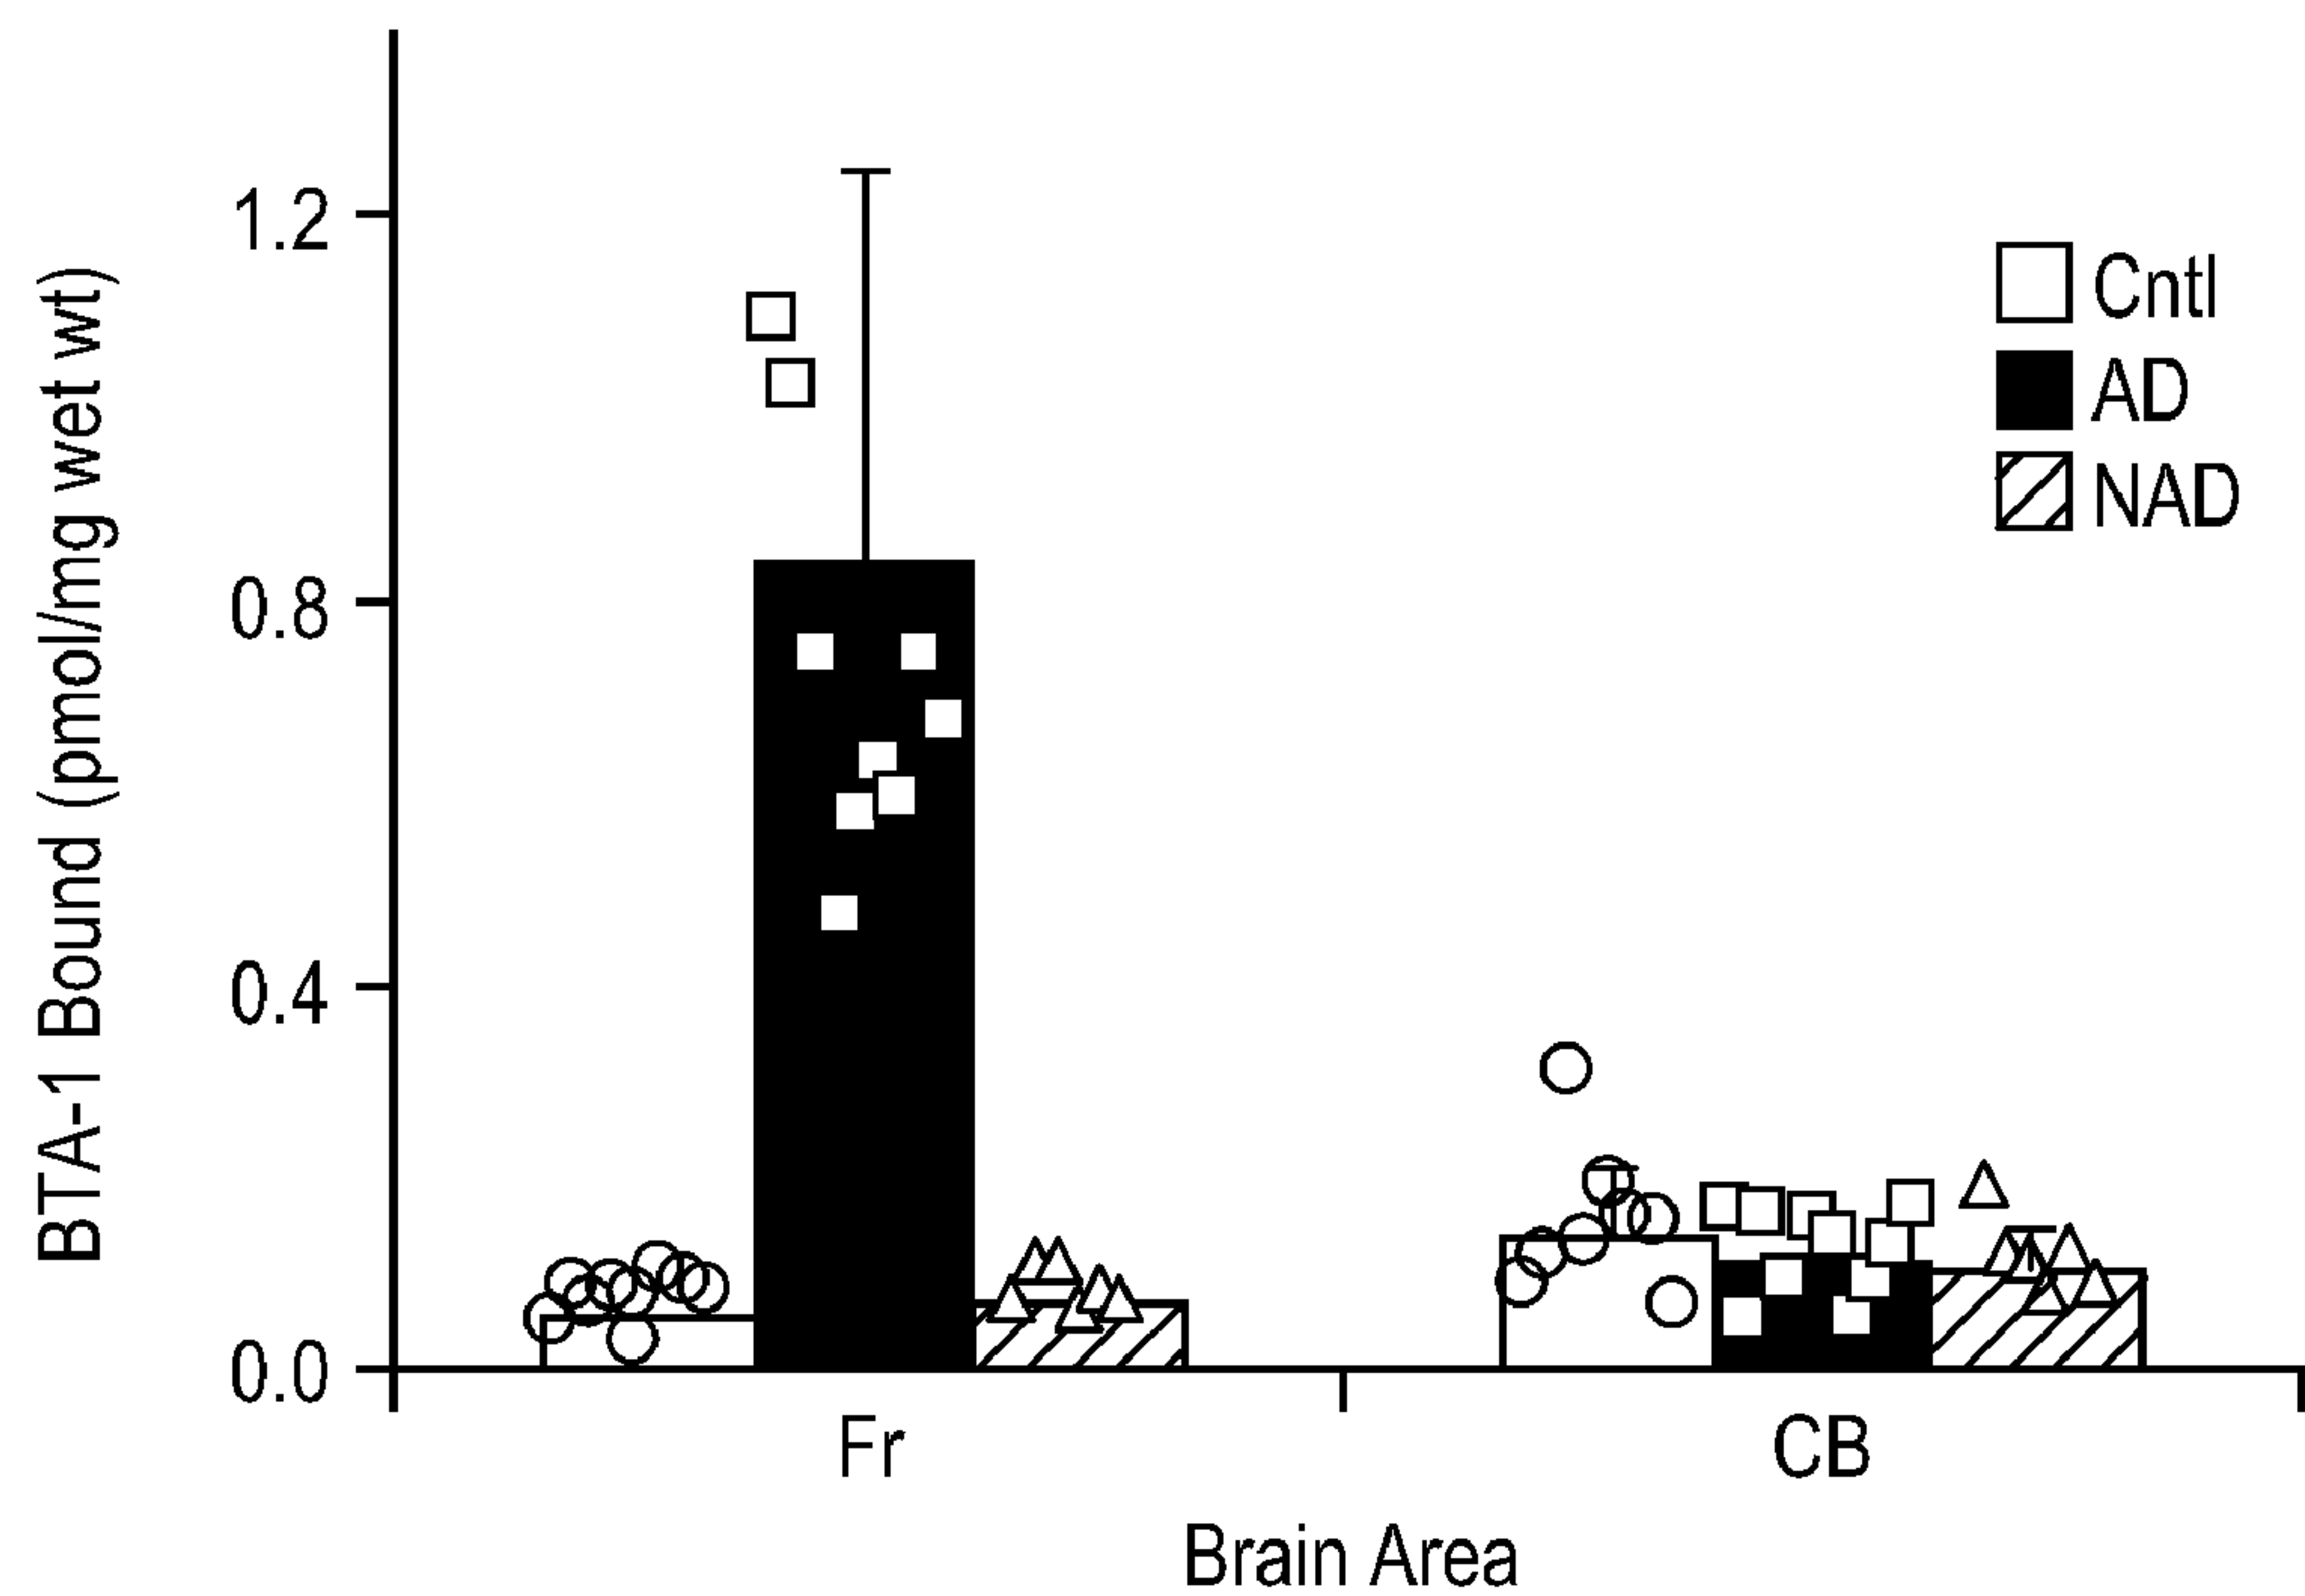 BTA-1 Bound (pmol/mg wet wt)
1.2
0.8
0.4
0.0
Cntl
AD
NAD
Fr
CB
Brain Area